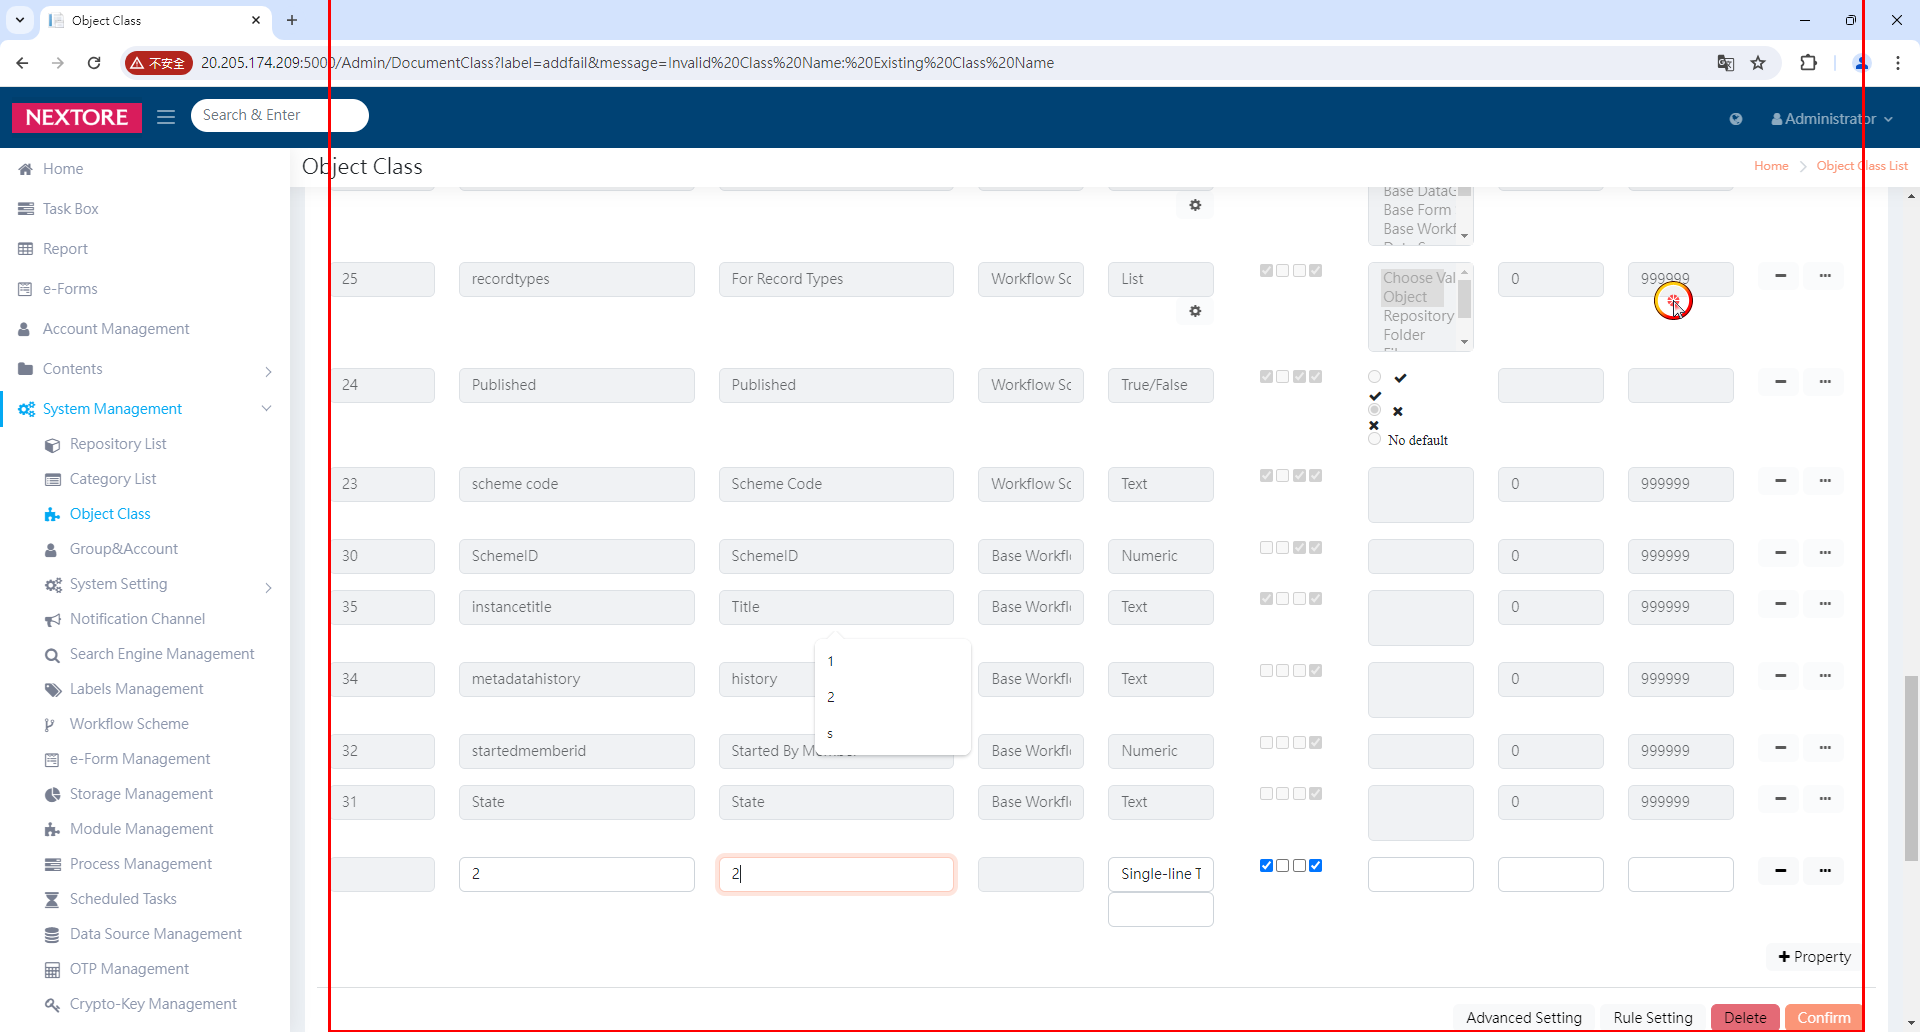 Object Class
不安全
20.205.174.209:5000/Admin/DocumentClass?label=addfail&message=Invalid%20Class%20Name:%20Existing%20Class%20Name
NEXTORE
Search & Enter
Administrator
Home
Task Box
Report
e-Forms
Account Management
Contents
System Management
Repository List
Category List
Object Class
Group&Account
System Setting
Notification Channel
Search Engine Management
Labels Management
Workflow Scheme
e-Form Management
Storage Management
Module Management
Process Management
Scheduled Tasks
Data Source Management
OTP Management
Crypto-Key Management
Object Class
Home > Object Class List
Base DataG
Base Form
Base Workf
25 recordtypes For Record Types Workflow Sc List 0 999999
Choose Val
Object
Repository
Folder
24 Published Published Workflow Sc True/False
No default
23 scheme code Scheme Code Workflow Sc Text 0 999999
30 SchemeID SchemeID Base Workfl Numeric 0 999999
35 instancetitle Title Base Workfl Text 0 999999
1
2
s
34 metadatahistory history Base Workfl Text 0 999999
32 startedmemberid Started By Base Workfl Numeric 0 999999
31 State State Base Workfl Text 0 999999
2 2 Single-line T
+ Property
Advanced Setting Rule Setting Delete Confirm